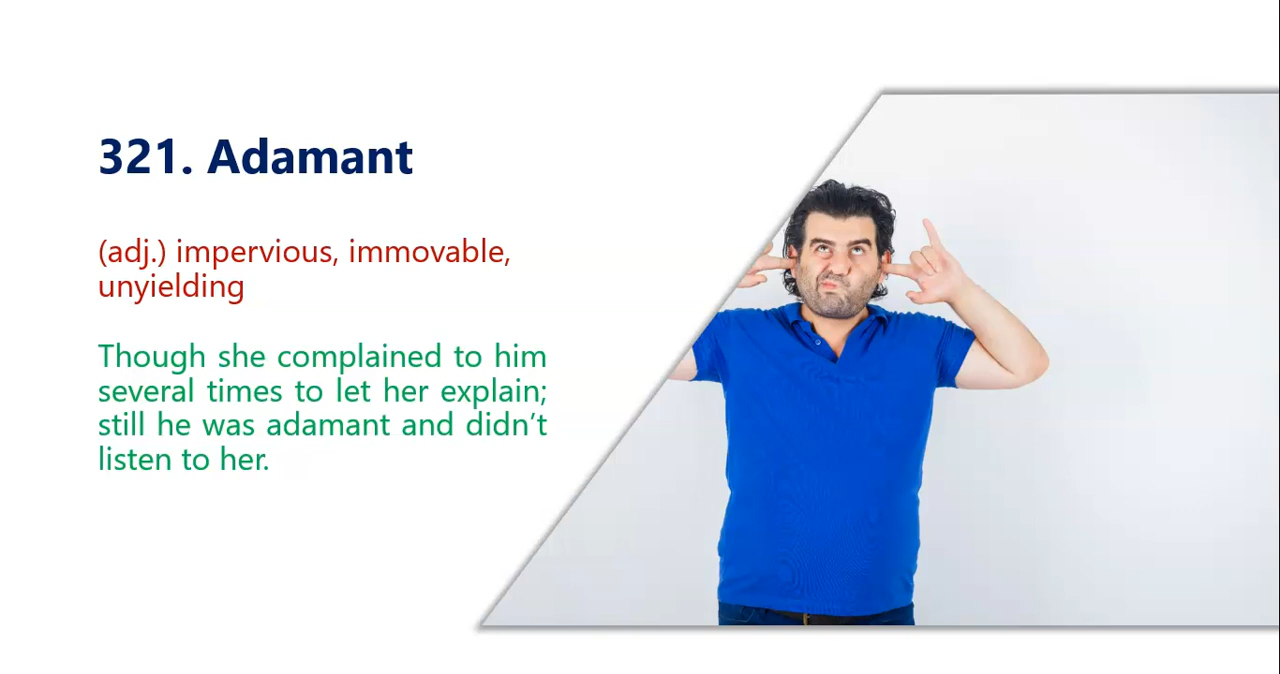 321. Adamant
(adj.) impervious, immovable,
unyielding
Though she complained to him
several times to let her explain;
still he was adamant and didn’t
listen to her.